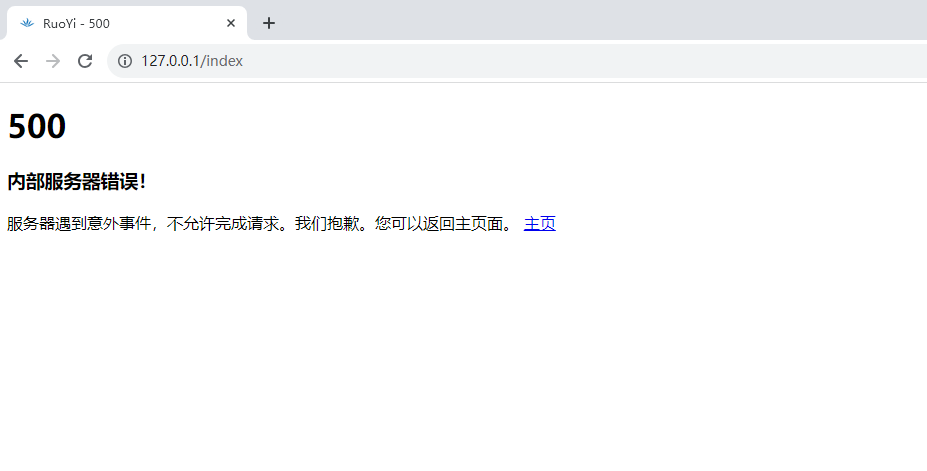 RuoYi - 500
127.0.0.1/index
500
内部服务器错误！
服务器遇到意外事件，不允许完成请求。我们抱歉。您可以返回主页面。 主页